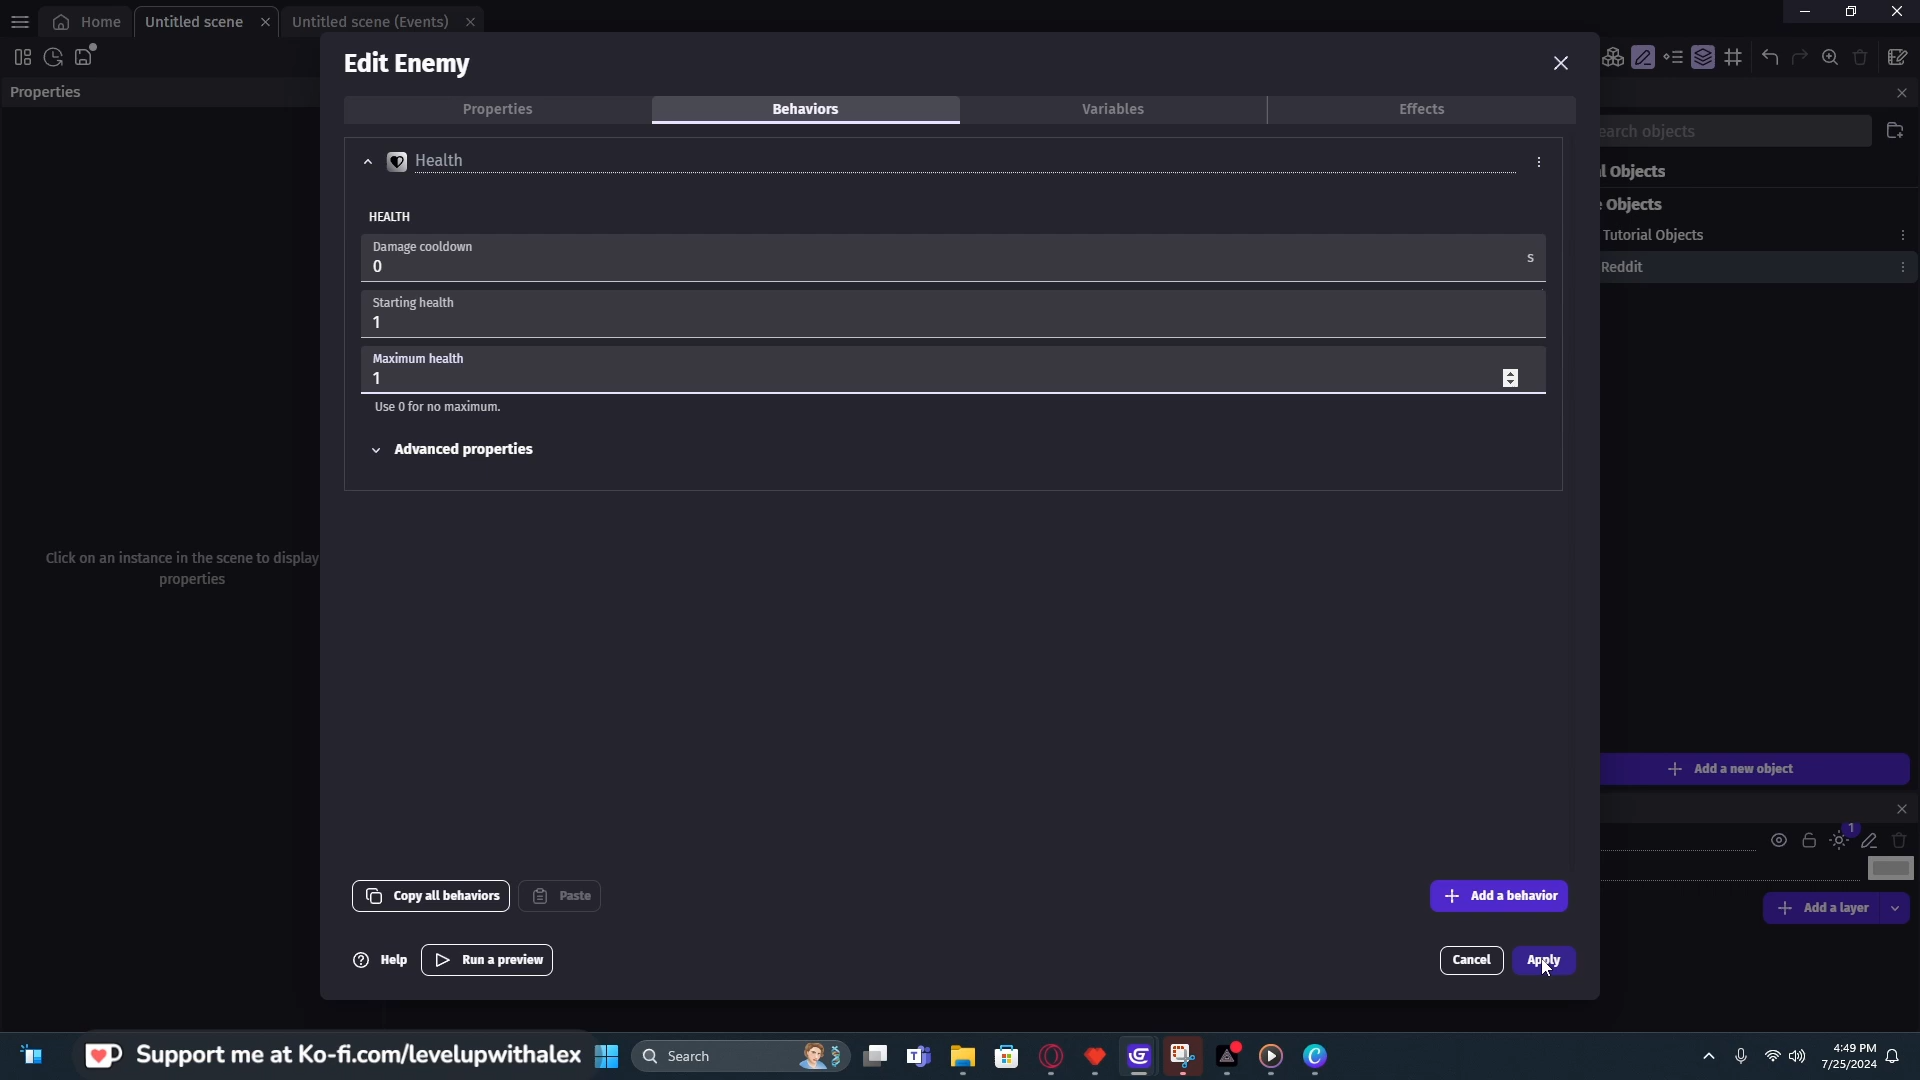 Home
Untitled scene
Untitled scene (Events)
Properties
Click on an instance in the scene to display
properties
Edit Enemy
Properties
Behaviors
Variables
Effects
Health
HEALTH
Damage cooldown
0
s
Starting health
1
Maximum health
1
Use 0 for no maximum.
Advanced properties
Copy all behaviors
Paste
Add a behavior
Help
Run a preview
Cancel
Apply
earch objects
l Objects
e Objects
Tutorial Objects
Reddit
Add a new object
1
Add a layer
Support me at Ko-fi.com/levelupwithalex
Search
4:49 PM
7/25/2024